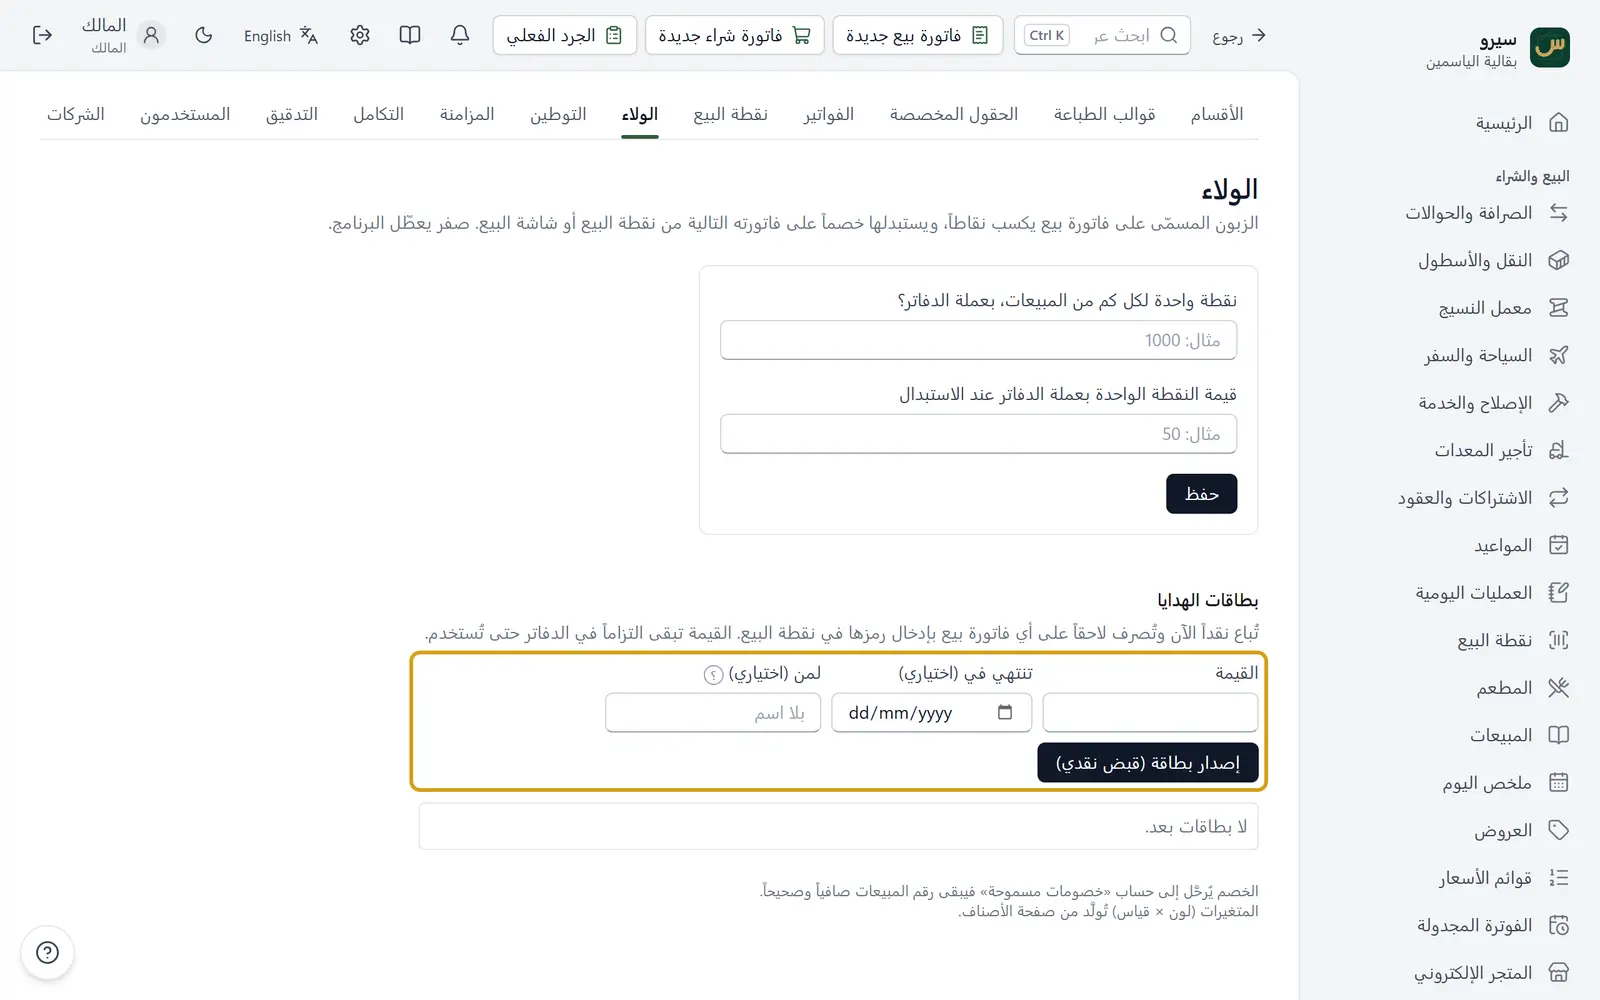 سيرو
بقالية الياسمين
رجوع
ابحث عر
Ctrl K
فاتورة بيع جديدة
فاتورة شراء جديدة
الجرد الفعلي
English
المالك
المالك
الرئيسية
البيع والشراء
الصرافة والحوالات
النقل والأسطول
معمل النسيج
السياحة والسفر
الإصلاح والخدمة
تأجير المعدات
الاشتراكات والعقود
المواعيد
العمليات اليومية
نقطة البيع
المطعم
المبيعات
ملخص اليوم
العروض
قوائم الأسعار
الفوترة المجدولة
المتجر الإلكتروني
الأقسام
قوالب الطباعة
الحقول المخصصة
الفواتير
نقطة البيع
الولاء
التوطين
المزامنة
التكامل
التدقيق
المستخدمون
الشركات
الولاء
الزبون المسمّى على فاتورة بيع يكسب نقاطاً، ويستبدلها خصماً على فاتورته التالية من نقطة البيع أو شاشة البيع. صفر يعطّل البرنامج.
نقطة واحدة لكل كم من المبيعات، بعملة الدفاتر؟
مثال: 1000
قيمة النقطة الواحدة بعملة الدفاتر عند الاستبدال
مثال: 50
حفظ
بطاقات الهدايا
تُباع نقداً الآن وتُصرف لاحقاً على أي فاتورة بيع بإدخال رمزها في نقطة البيع. القيمة تبقى التزاماً في الدفاتر حتى تُستخدم.
القيمة
تنتهي في (اختياري)
لمن (اختياري) ؟
dd/mm/yyyy
بلا اسم
إصدار بطاقة (قبض نقدي)
لا بطاقات بعد.
الخصم يُرحَّل إلى حساب «خصومات مسموحة» فيبقى رقم المبيعات صافياً وصحيحاً.
المتغيرات (لون × قياس) تُولَّد من صفحة الأصناف.